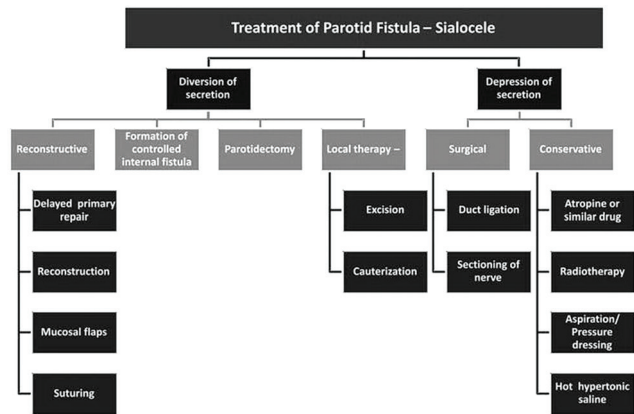 Treatment of Parotid Fistula – Sialocele
Diversion of
secretion
Depression of
secretion
Reconstructive
Formation of
controlled
internal fistula
Parotidectomy
Local therapy –
Surgical
Conservative
Delayed primary
repair
Reconstruction
Mucosal flaps
Suturing
Excision
Cauterization
Duct ligation
Sectioning of
nerve
Atropine or
similar drug
Radiotherapy
Aspiration/
Pressure
dressing
Hot hypertonic
saline